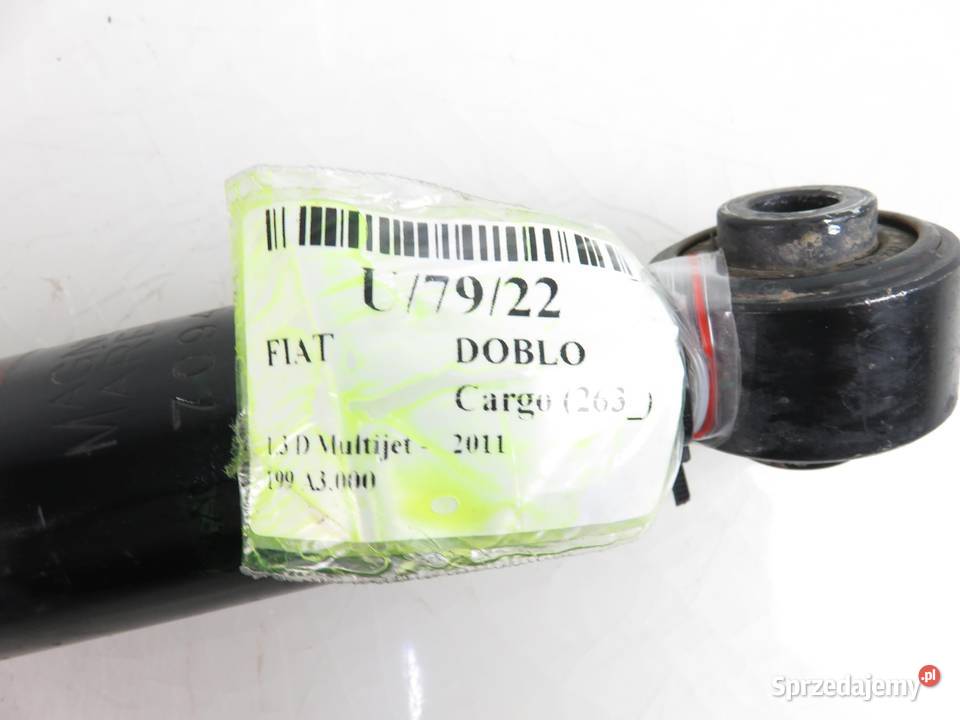 U/79/22
FIAT DOBLO
Cargo (263_)
1.3 D Multijet - 2011
199 A3.000
Sprzedajemy.pl